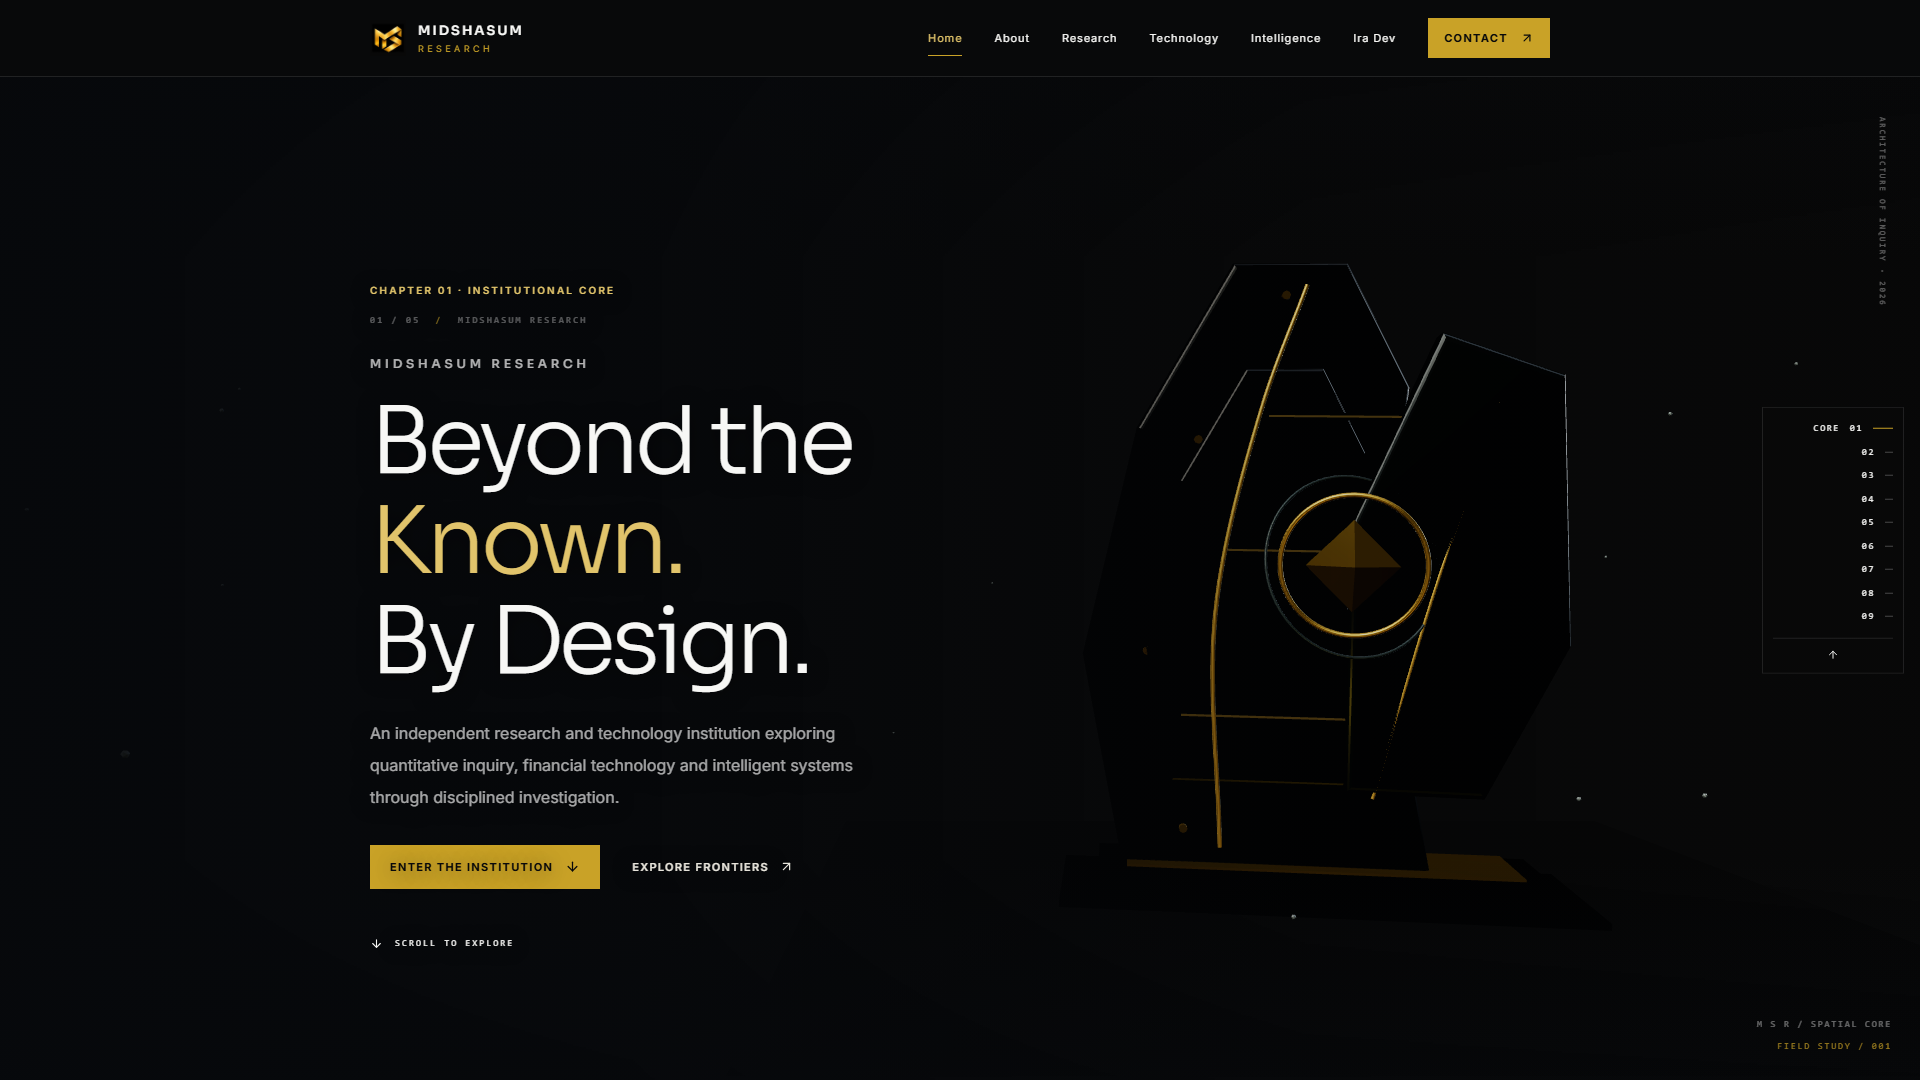 MIDSHASUM
RESEARCH
Home
About
Research
Technology
Intelligence
Ira Dev
CONTACT
ARCHITECTURE OF INQUIRY · 2026
CHAPTER 01 · INSTITUTIONAL CORE
01 / 05 / MIDSHASUM RESEARCH
MIDSHASUM RESEARCH
Beyond the
Known.
By Design.
An independent research and technology institution exploring
quantitative inquiry, financial technology and intelligent systems
through disciplined investigation.
ENTER THE INSTITUTION
EXPLORE FRONTIERS
SCROLL TO EXPLORE
CORE 01
02
03
04
05
06
07
08
09
M S R / SPATIAL CORE
FIELD STUDY / 001